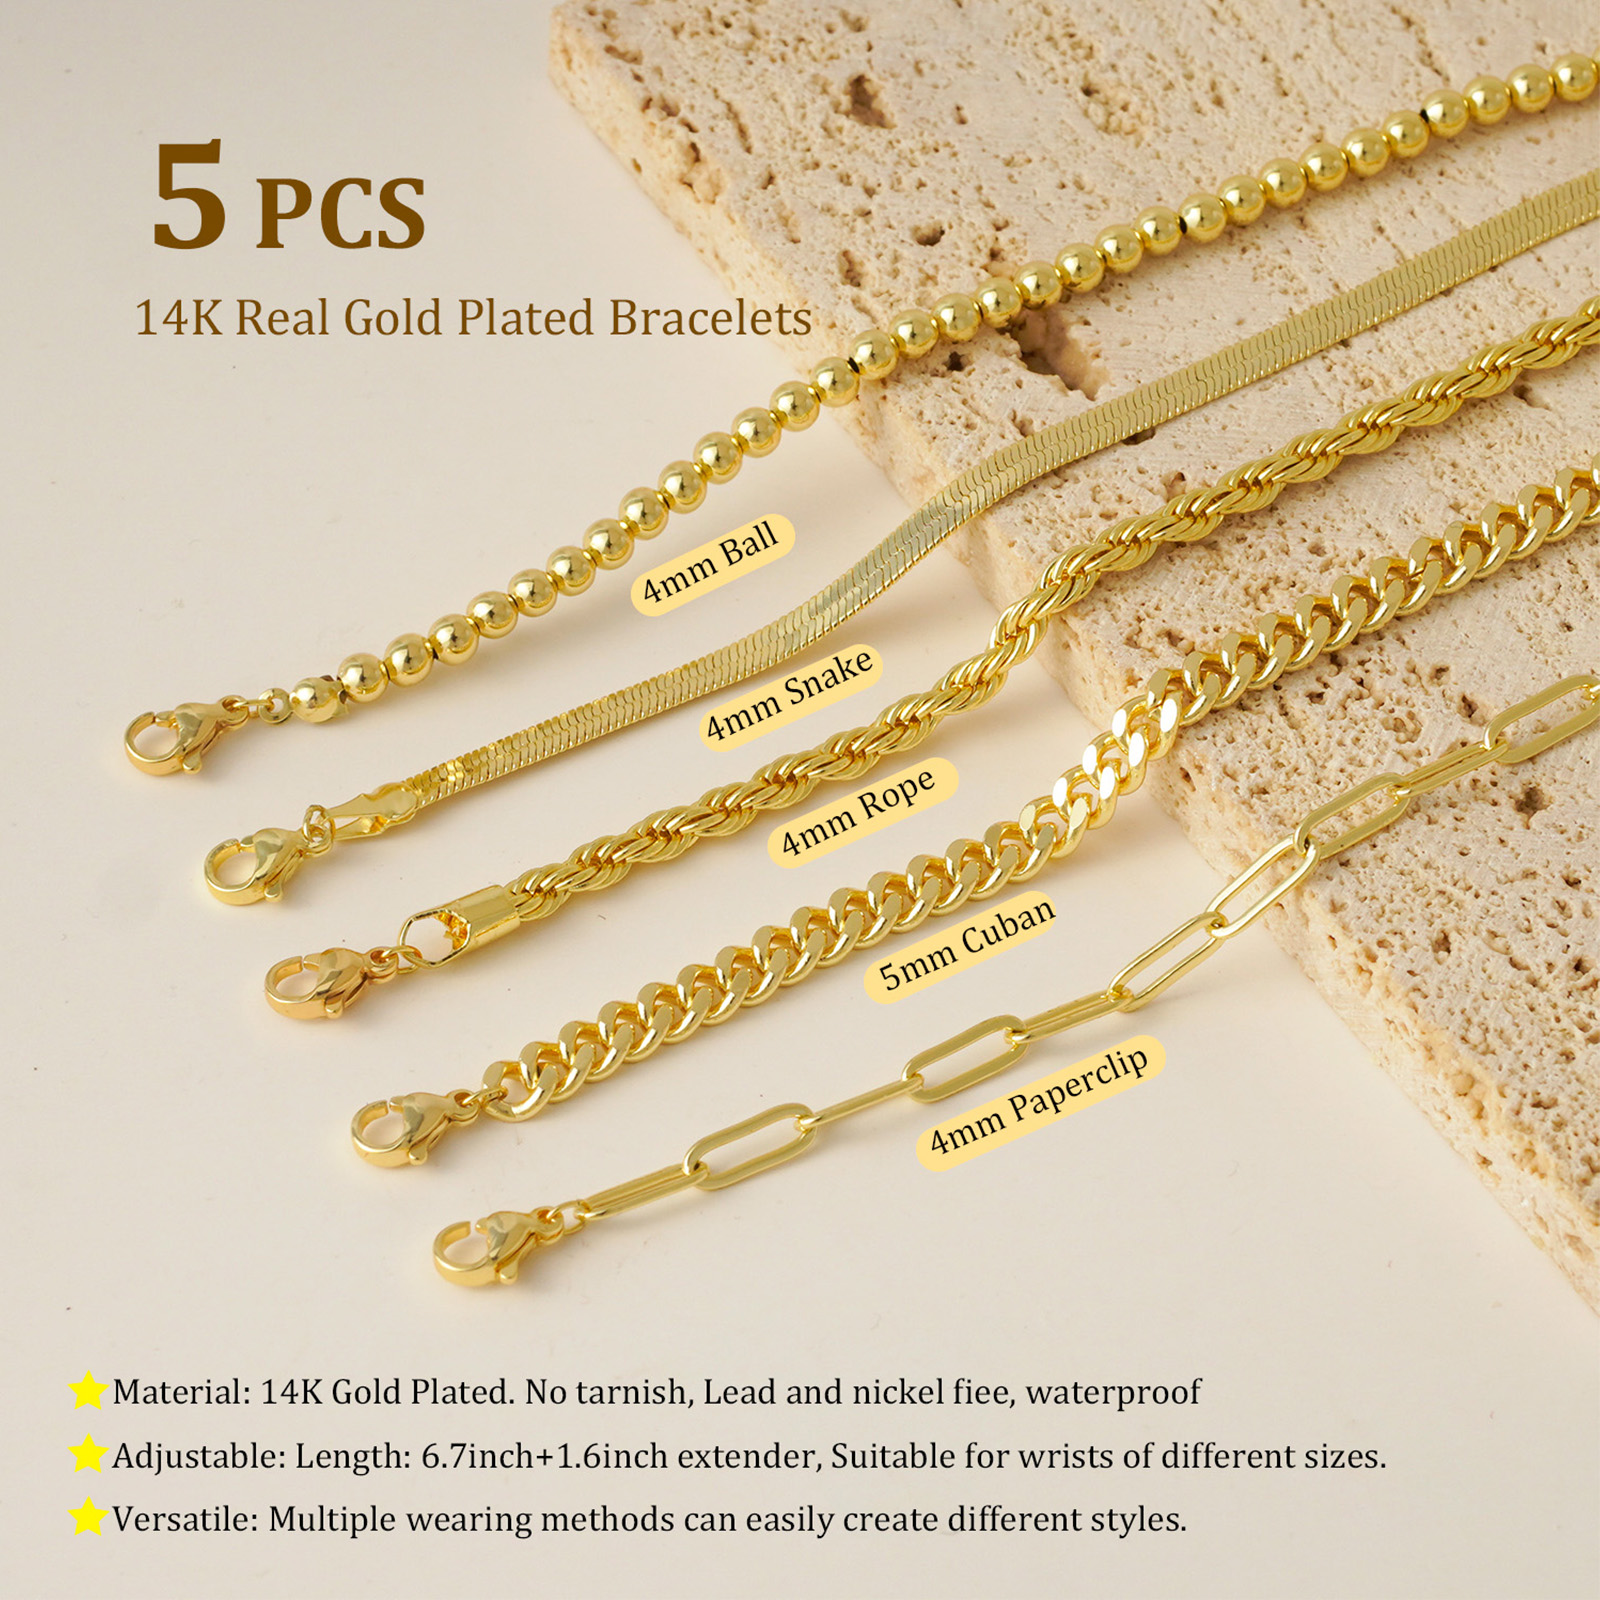 5 PCS
14K Real Gold Plated Bracelets
4mm Ball
4mm Snake
4mm Rope
5mm Cuban
4mm Paperclip
Material: 14K Gold Plated. No tarnish, Lead and nickel fiee, waterproof
Adjustable: Length: 6.7inch+1.6inch extender, Suitable for wrists of different sizes.
Versatile: Multiple wearing methods can easily create different styles.